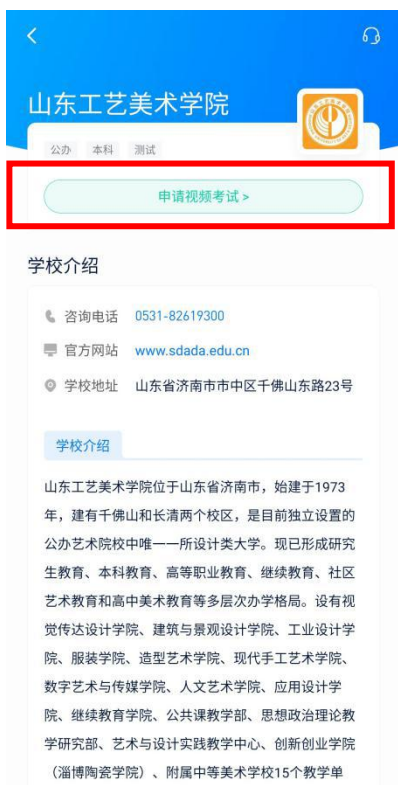 山东工艺美术学院
公办 本科 测试
申请视频考试 >
学校介绍
咨询电话 0531-82619300
官方网站 www.sdada.edu.cn
学校地址 山东省济南市市中区千佛山东路23号
学校介绍
山东工艺美术学院位于山东省济南市，始建于1973
年，建有千佛山和长清两个校区，是目前独立设置的
公办艺术院校中唯一一所设计类大学。现已形成研究
生教育、本科教育、高等职业教育、继续教育、社区
艺术教育和高中美术教育等多层次办学格局。设有视
觉传达设计学院、建筑与景观设计学院、工业设计学
院、服装学院、造型艺术学院、现代手工艺术学院、
数字艺术与传媒学院、人文艺术学院、应用设计学
院、继续教育学院、公共课教学部、思想政治理论教
学研究部、艺术与设计实践教学中心、创新创业学院
（淄博陶瓷学院）、附属中等美术学校15个教学单